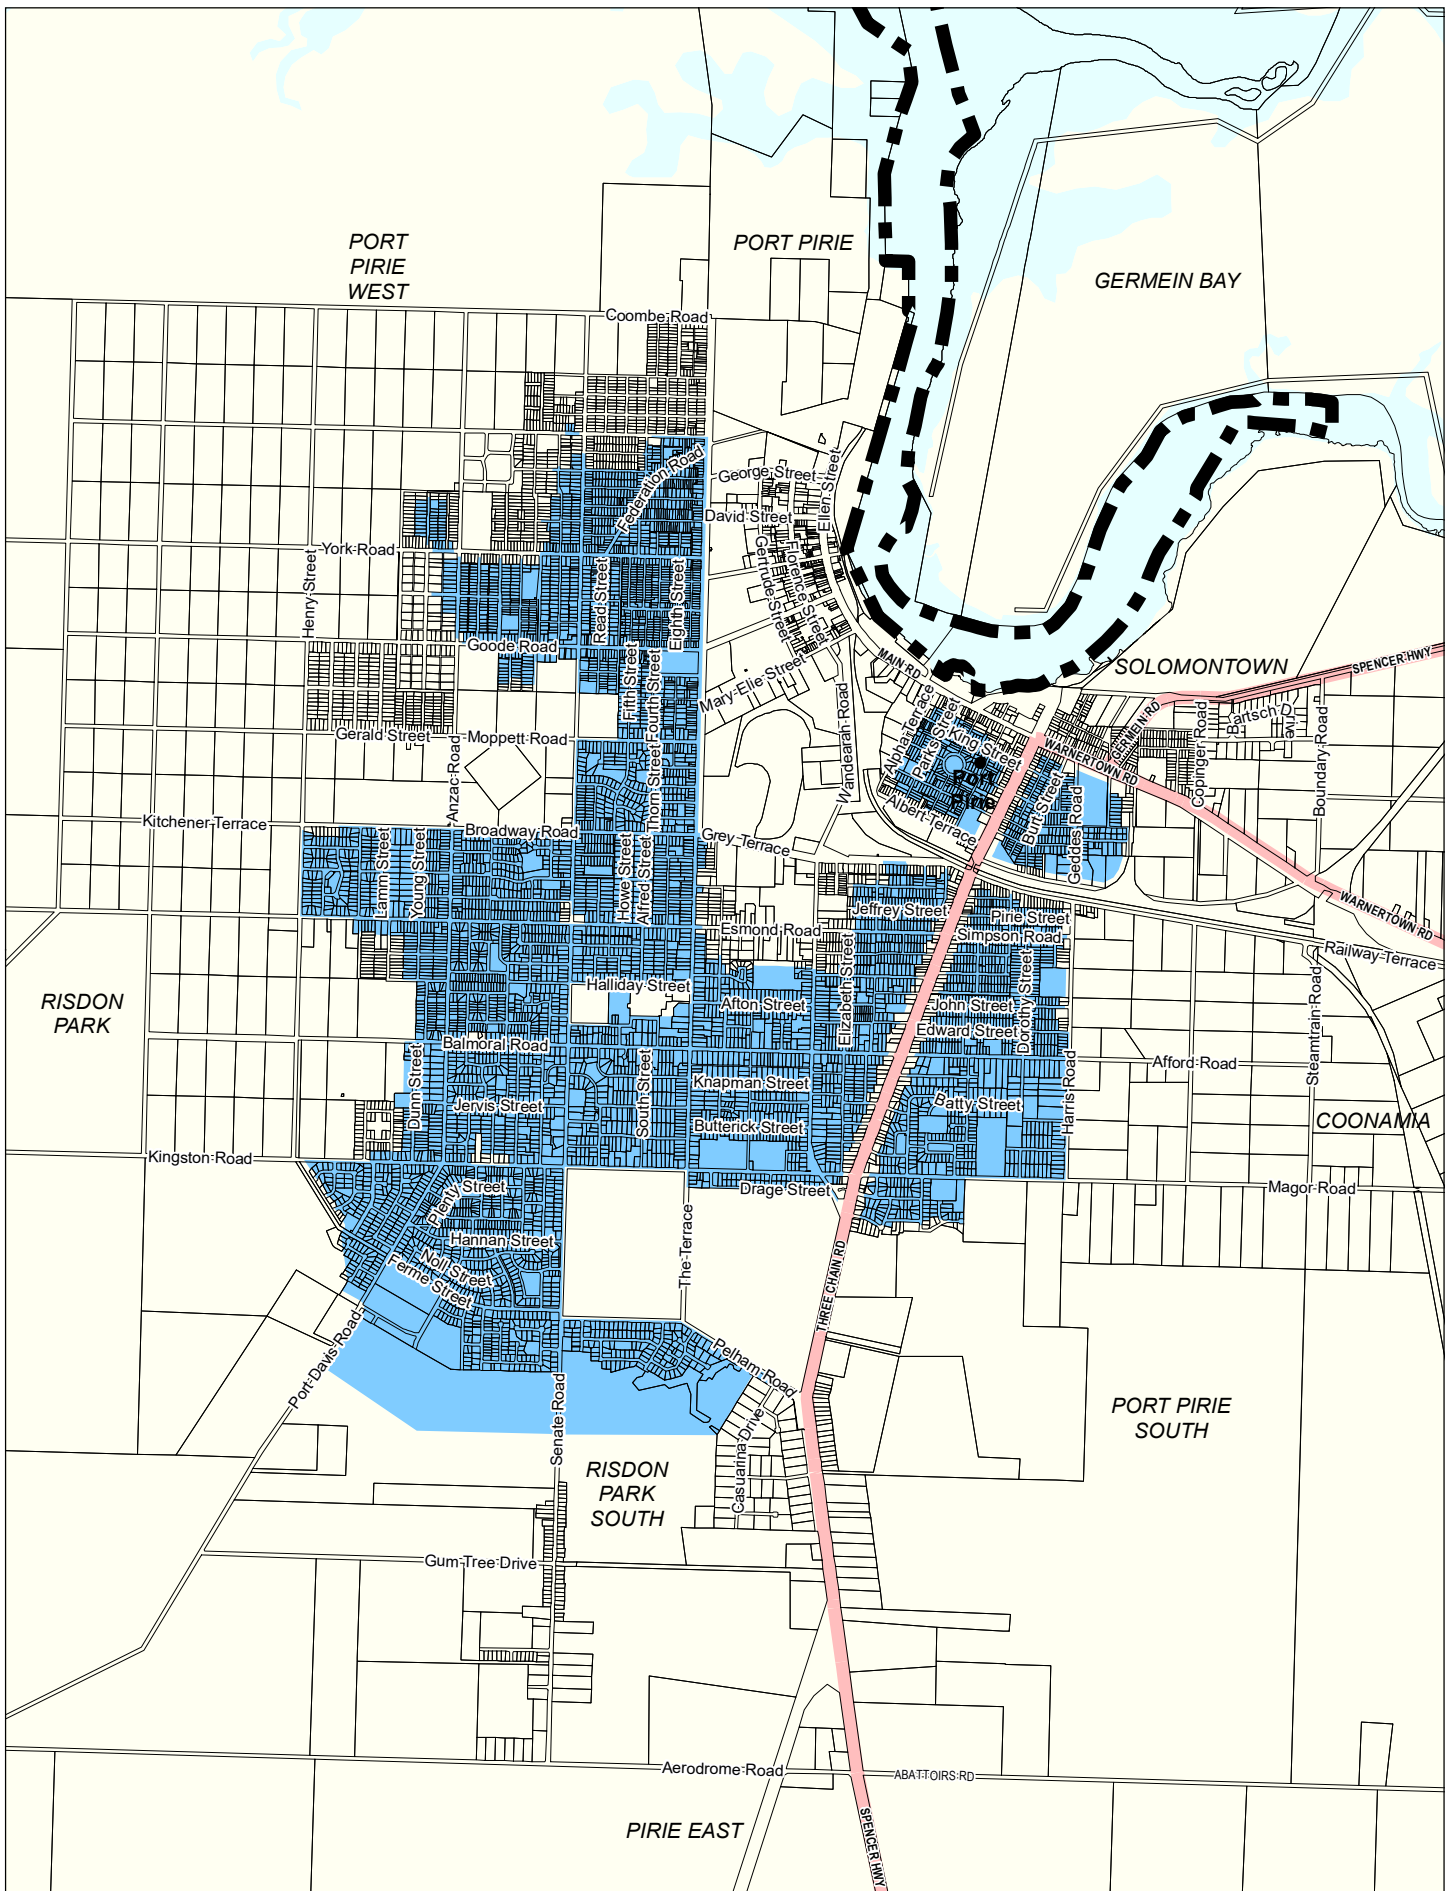 PORT
PIRIE
WEST
PORT PIRIE
GERMEIN BAY
Coombe Road
Federation Road
George Street
Ellen Street
David Street
York Road
Henry Street
Read Street
Eighth Street
Gertrude Street
Florence Street
Goode Road
Fifth Street
Fourth Street
Mary Elie Street
MAIN RD
SOLOMONTOWN
SPENCER HWY
Gerald Street
Moppett Road
Anzac Road
Thorn Street
Wandearah Road
Alpha Terrace
Parks Street
King Street
GERMEIN RD
WARNERTOWN RD
Copinger Road
Boundary Road
Port
Pirie
Burt Street
Geddes Road
Albert Terrace
Kitchener Terrace
Broadway Road
Grey Terrace
Lamm Street
Young Street
Howe Street
Alfred Street
Jeffrey Street
Pirie Street
Simpson Road
WARNERTOWN RD
Railway Terrace
Esmond Road
Elizabeth Street
Dorothy Street
Halliday Street
Afton Street
John Street
Edward Street
RISDON
PARK
Balmoral Road
Afford Road
Steamtrain Road
Dunn Street
Knapman Street
South Street
Jervis Street
Batty Street
Harris Road
Butterick Street
COONAMIA
Kingston Road
Plenty Street
Drage Street
Magor Road
Hannan Street
Noll Street
Ferme Street
The Terrace
THREE CHAIN RD
Port Davis Road
Pelham Road
Senate Road
Casuarina Drive
PORT PIRIE
SOUTH
RISDON
PARK
SOUTH
Gum Tree Drive
Aerodrome Road
ABATTOIRS RD
PIRIE EAST
SPENCER HWY